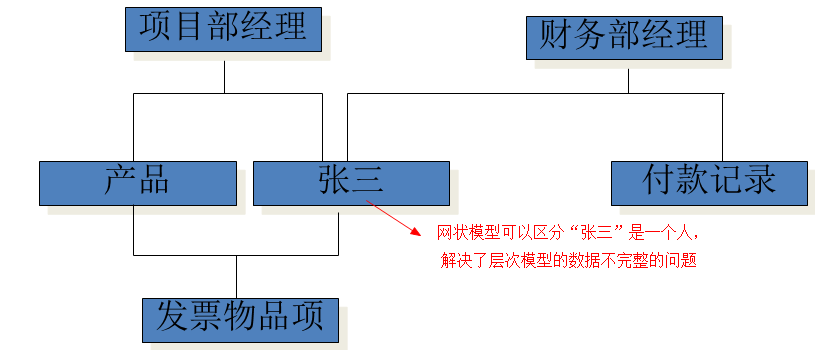 项目部经理
财务部经理
产品
张三
付款记录
网状模型可以区分“张三”是一个人，
解决了层次模型的数据不完整的问题
发票物品项